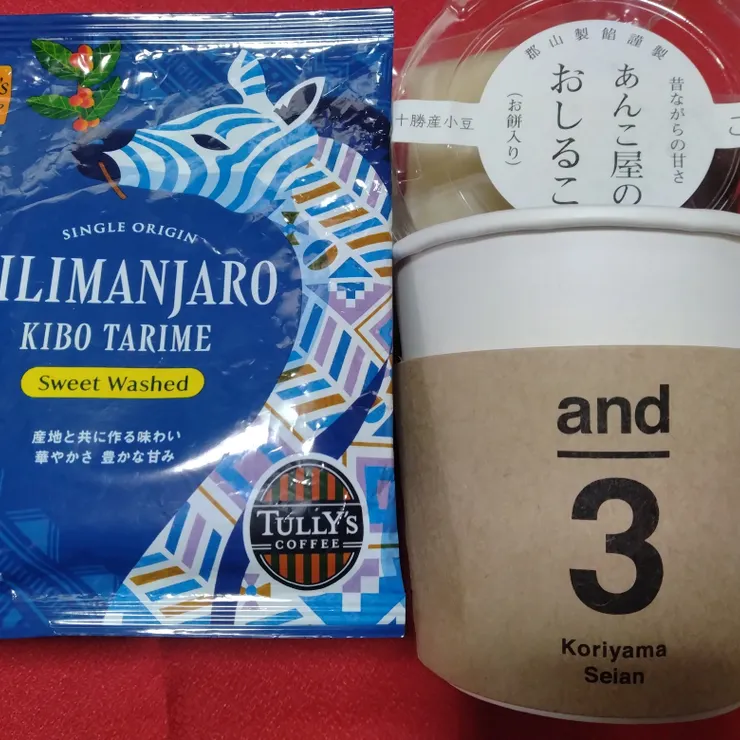 SINGLE ORIGIN
ILIMANJARO
KIBO TARIME
Sweet Washed
産地と共に作る味わい
華やかさ 豊かな甘み
TULLY'S
COFFEE
郡山製餡謹製
昔ながらの甘さ
あんこ屋の
おしるこ
(お餅入り)
十勝産小豆
and
3
Koriyama
Seian